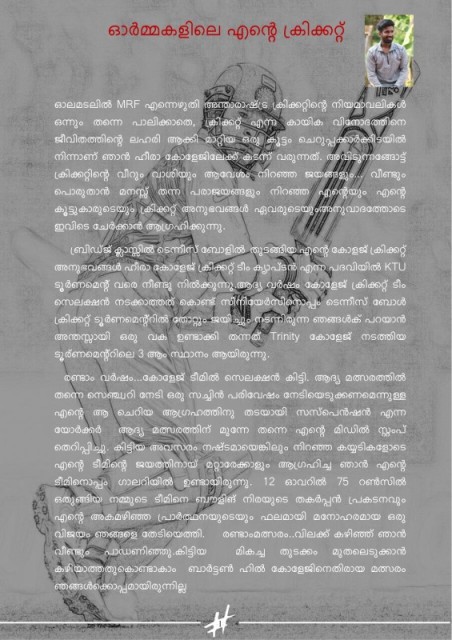 ഓർമ്മകളിലെ എന്റെ ക്രിക്കറ്റ്
ഓലമടലിൽ MRF എന്നെഴുതി അന്താരാഷ്ട്ര ക്രിക്കറ്റിന്റെ നിയമാവലികൾ
ഒന്നും തന്നെ പാലിക്കാതെ, ക്രിക്കറ്റ് എന്ന കായിക വിനോദത്തിനെ
ജീവിതത്തിന്റെ ലഹരി ആക്കി മാറ്റിയ ഒരു കൂട്ടം ചെറുപ്പക്കാർക്കിടയിൽ
നിന്നാണ് ഞാൻ ഹീരാ കോളേജിലേക്ക് കടന്ന് വരുന്നത്. അവിടുന്നങ്ങോട്ട്
ക്രിക്കറ്റിന്റെ വീറും വാശിയും ആവേശം നിറഞ്ഞ ജയങ്ങളും... വീണ്ടും
പൊരുതാൻ മനസ്സ് തന്ന പരാജയങ്ങളും നിറഞ്ഞ എന്റെയും എന്റെ
കൂട്ടുകാരുടെയും ക്രിക്കറ്റ് അനുഭവങ്ങൾ ഏവരുടെയുംഅനുവാദത്തോടെ
ഇവിടെ ചേർക്കാൻ ആഗ്രഹിക്കുന്നു.
ബ്രിഡ്ജ് ക്ലാസ്സിൽ ടെന്നീസ് ബോളിൽ തുടങ്ങിയ എന്റെ കോളജ് ക്രിക്കറ്റ്
അനുഭവങ്ങൾ ഹീരാ കോളേജ് ക്രിക്കറ്റ് ടീം ക്യാപ്ടൻ എന്ന പദവിയിൽ KTU
ടൂർണമെന്റ് വരെ നീണ്ടു നിൽക്കുന്നു.ആദ്യ വർഷം കോളേജ് ക്രിക്കറ്റ് ടീം
സെലക്ഷൻ നടക്കാത്തത് കൊണ്ട് സീനിയേർസിനൊപ്പം ടെന്നീസ് ബോൾ
ക്രിക്കറ്റ് ടൂർണമെന്റിൽ തോറ്റും ജയിച്ചും നടന്നിരുന്ന ഞങ്ങൾക് പറയാൻ
അന്തസ്സായി ഒരു വക ഉണ്ടാക്കി തന്നത് Trinity കോളേജ് നടത്തിയ
ടൂർണമെന്റിലെ 3 ആം സ്ഥാനം ആയിരുന്നു.
രണ്ടാം വർഷം...കോളേജ് ടീമിൽ സെലക്ഷൻ കിട്ടി. ആദ്യ മത്സരത്തിൽ
തന്നെ സെഞ്ച്വറി നേടി ഒരു സച്ചിൻ പരിവേഷം നേടിയെടുക്കണമെന്നുള്ള
എന്റെ ആ ചെറിയ ആഗ്രഹത്തിനു തടയായി സസ്പെൻഷൻ എന്ന
യോർക്കർ ആദ്യ മത്സരത്തിന് മുന്നേ തന്നെ എന്റെ മിഡിൽ സ്റ്റംപ്
തെറിപ്പിച്ചു. കിട്ടിയ അവസരം നഷ്ടമായെങ്കിലും നിറഞ്ഞ കയ്യടികളോടെ
എന്റെ ടീമിന്റെ ജയത്തിനായ് മറ്റാരേക്കാളും ആഗ്രഹിച്ച ഞാൻ എന്റെ
ടീമിനൊപ്പം ഗാലറിയിൽ ഉണ്ടായിരുന്നു. 12 ഓവറിൽ 75 റൺസിൽ
ഒതുങ്ങിയ നമ്മുടെ ടീമിനെ ബൗളിങ് നിരയുടെ തകർപ്പൻ പ്രകടനവും
എന്റെ അകമഴിഞ്ഞ പ്രാർത്ഥനയുടെയും ഫലമായി മനോഹരമായ ഒരു
വിജയം ഞങ്ങളെ തേടിയെത്തി. രണ്ടാംമത്സരം..വിലക്ക് കഴിഞ്ഞ് ഞാൻ
വീണ്ടും പാഡണിഞ്ഞു.കിട്ടിയ മികച്ച തുടക്കം മുതലെടുക്കാൻ
കഴിയാത്തതുകൊണ്ടാകാം ബാർട്ടൺ ഹിൽ കോളേജിനെതിരായ മത്സരം
ഞങ്ങൾക്കൊപ്പമായിരുന്നില്ല